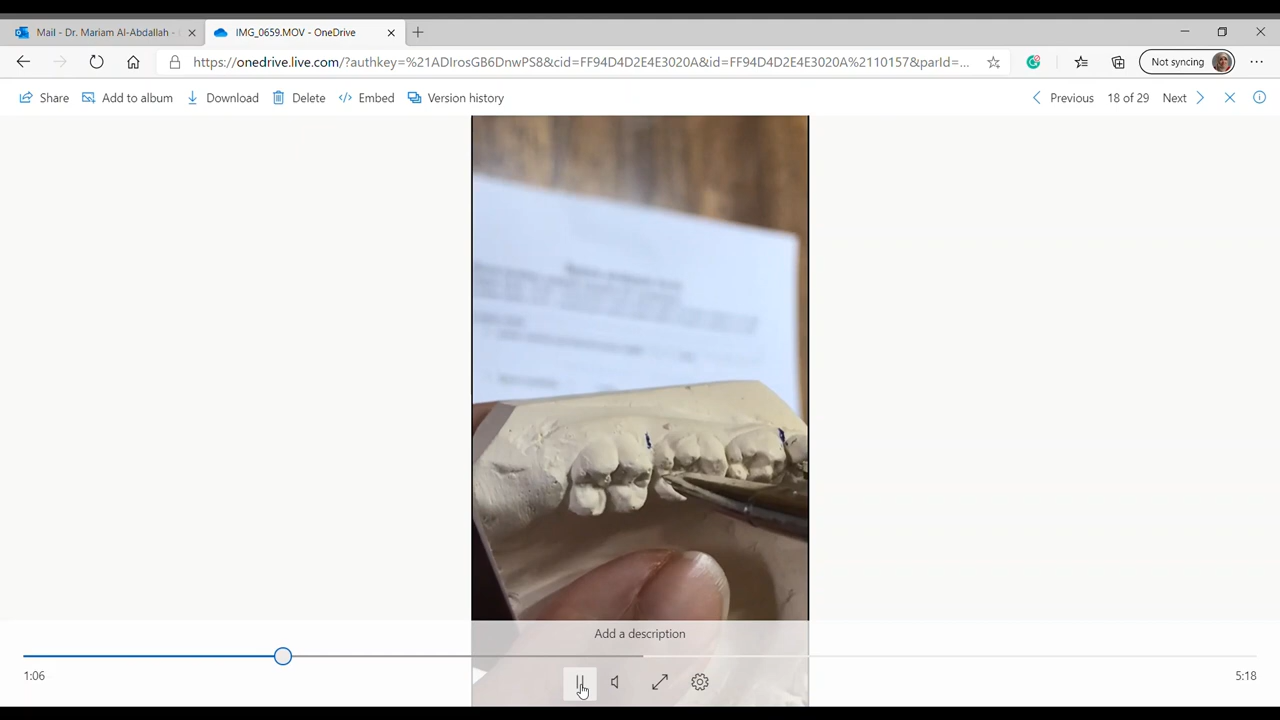 Mail - Dr. Mariam Al-Abdallah -
IMG_0659.MOV - OneDrive
https://onedrive.live.com/?authkey=%21ADIrosGB6DnwPS8&cid=FF94D4D2E4E3020A&id=FF94D4D2E4E3020A%2110157&parId=...
Not syncing
Share Add to album Download Delete </> Embed Version history Previous 18 of 29 Next
Add a description
1:06
5:18